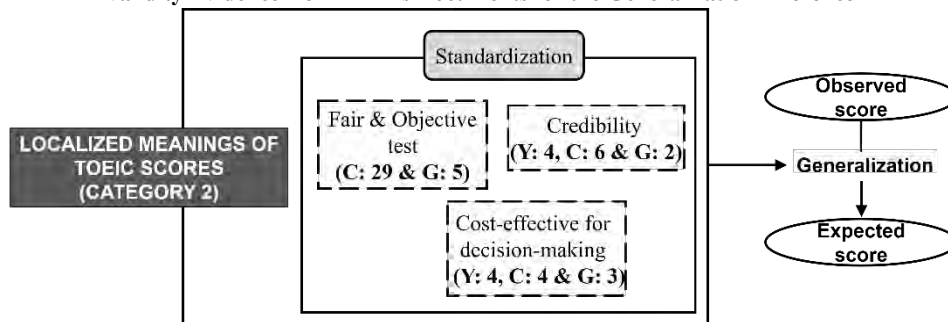 Standardization
Fair & Objective
test
(C: 29 & G: 5)
Credibility
(Y: 4, C: 6 & G: 2)
Cost-effective for
decision-making
(Y: 4, C: 4 & G: 3)
LOCALIZED MEANINGS OF
TOEIC SCORES
(CATEGORY 2)
Observed
score
Generalization
Expected
score